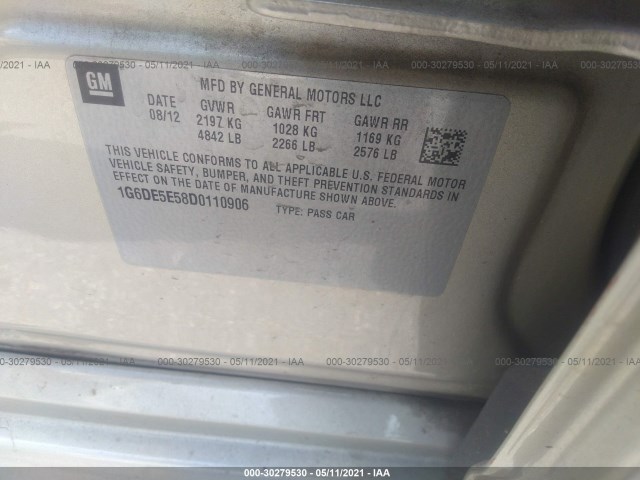 000-30279530 - 05/11/2021 - IAA
GM
MFD BY GENERAL MOTORS LLC
DATE GVWR GAWR FRT GAWR RR
08/12 2197 KG 1028 KG 1169 KG
4842 LB 2266 LB 2576 LB
THIS VEHICLE CONFORMS TO ALL APPLICABLE U.S. FEDERAL MOTOR
VEHICLE SAFETY, BUMPER, AND THEFT PREVENTION STANDARDS IN
EFFECT ON THE DATE OF MANUFACTURE SHOWN ABOVE.
1G6DE5E58D0110906 TYPE: PASS CAR
000-30279530 - 05/11/2021 - IAA
000-30279530 - 05/11/2021 - IAA